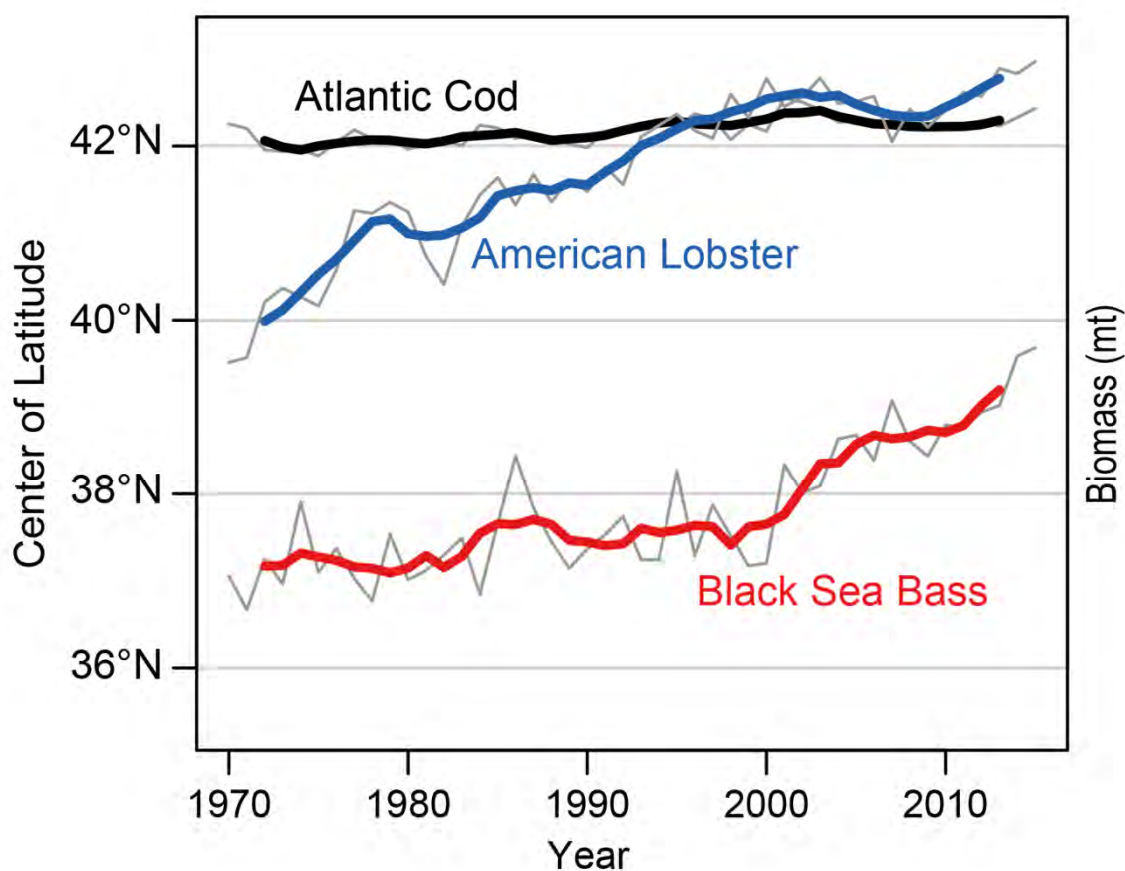 Atlantic Cod
American Lobster
Black Sea Bass
Center of Latitude
42°N
40°N
38°N
36°N
Biomass (mt)
1970 1980 1990 2000 2010
Year